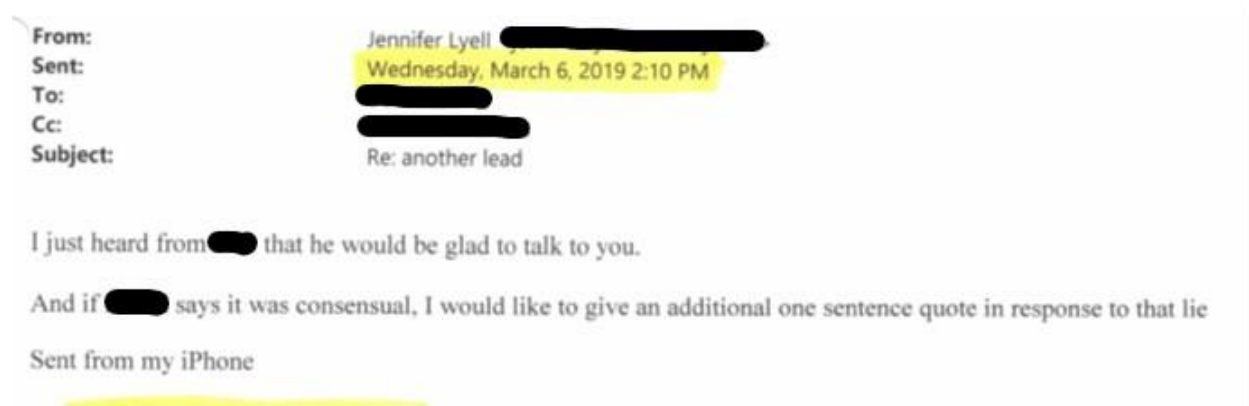 From: Jennifer Lyell
Sent: Wednesday, March 6, 2019 2:10 PM
To:
Cc:
Subject: Re: another lead
I just heard from that he would be glad to talk to you.
And if says it was consensual, I would like to give an additional one sentence quote in response to that lie
Sent from my iPhone